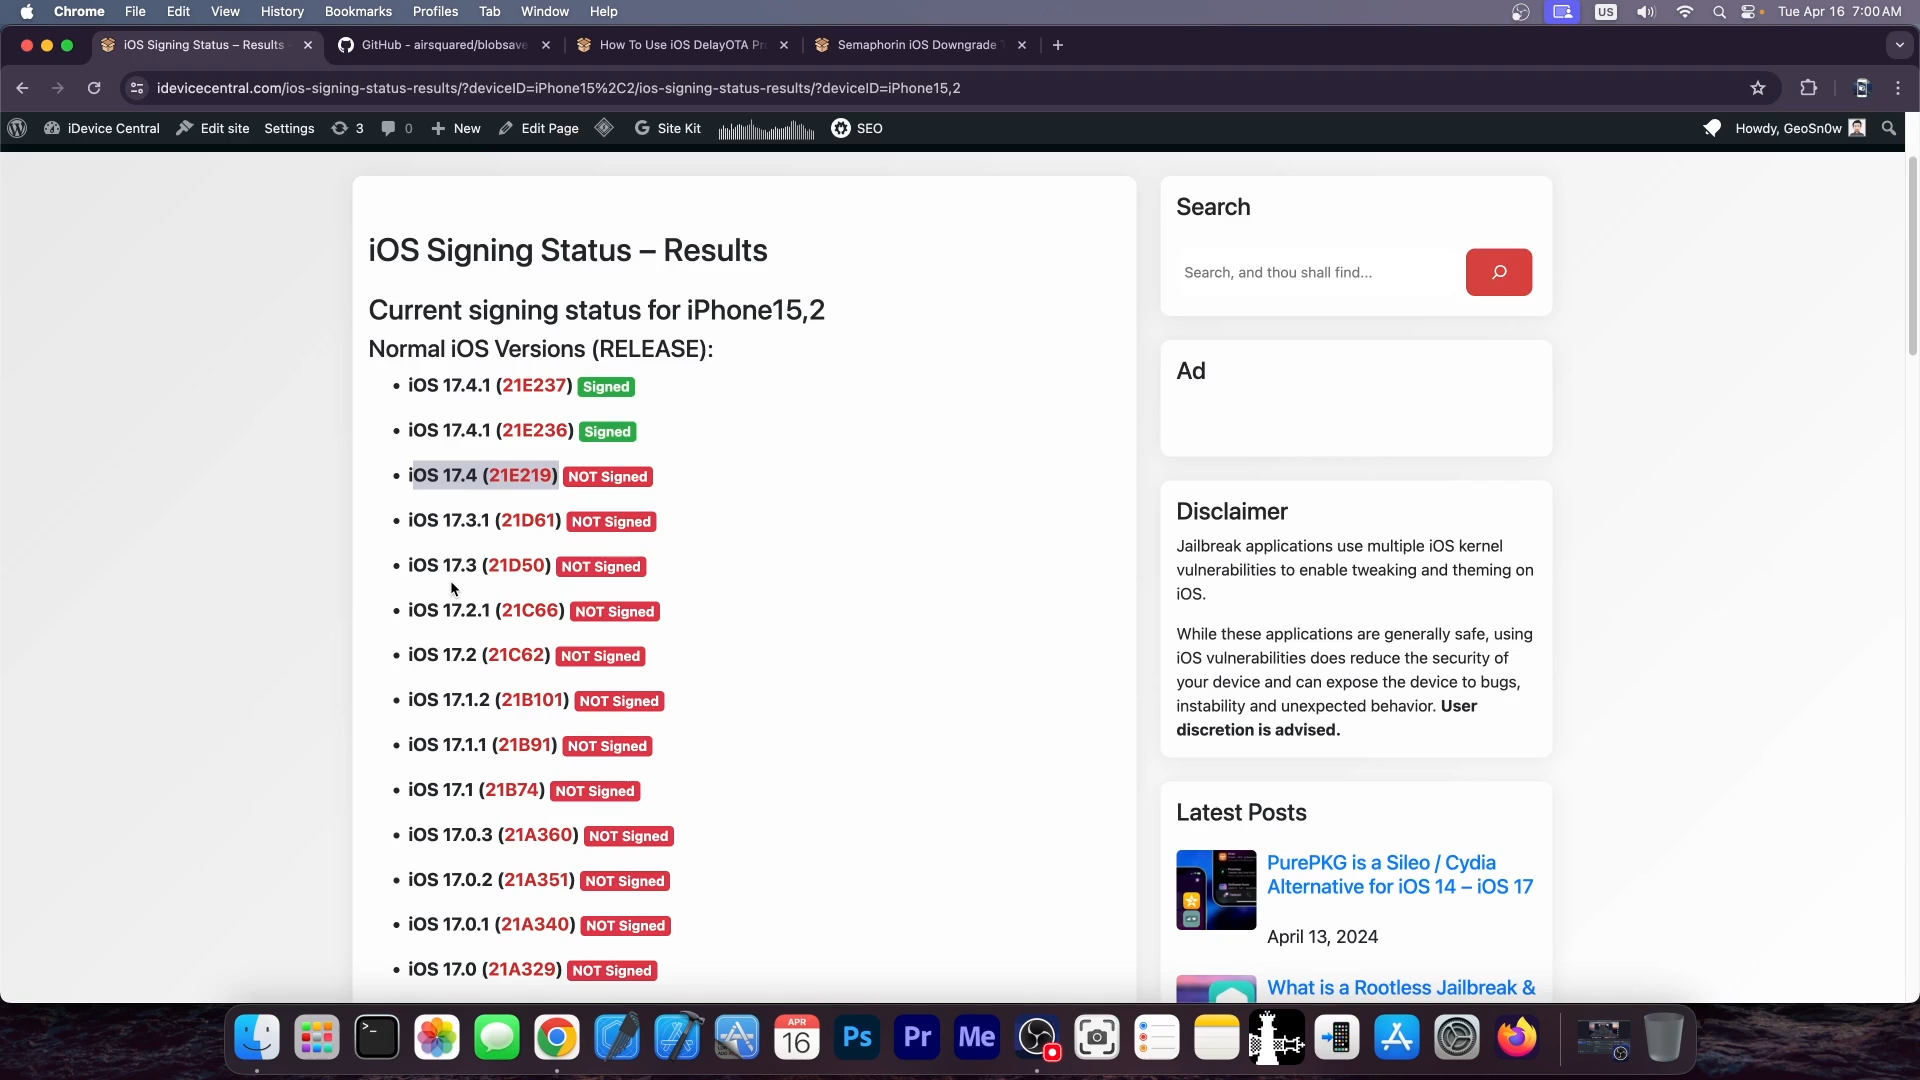 Chrome File Edit View History Bookmarks Profiles Tab Window Help US Tue Apr 16 7:00 AM
iOS Signing Status – Results GitHub - airsquared/blobsave How To Use iOS DelayOTA Pr Semaphorin iOS Downgrade
idevicecentral.com/ios-signing-status-results/?deviceID=iPhone15%2C2/ios-signing-status-results/?deviceID=iPhone15,2
iDevice Central Edit site Settings 3 0 New Edit Page Site Kit SEO Howdy, GeoSn0w
iOS Signing Status – Results
Current signing status for iPhone15,2
Normal iOS Versions (RELEASE):
• iOS 17.4.1 (21E237) Signed
• iOS 17.4.1 (21E236) Signed
• iOS 17.4 (21E219) NOT Signed
• iOS 17.3.1 (21D61) NOT Signed
• iOS 17.3 (21D50) NOT Signed
• iOS 17.2.1 (21C66) NOT Signed
• iOS 17.2 (21C62) NOT Signed
• iOS 17.1.2 (21B101) NOT Signed
• iOS 17.1.1 (21B91) NOT Signed
• iOS 17.1 (21B74) NOT Signed
• iOS 17.0.3 (21A360) NOT Signed
• iOS 17.0.2 (21A351) NOT Signed
• iOS 17.0.1 (21A340) NOT Signed
• iOS 17.0 (21A329) NOT Signed
Search
Search, and thou shall find...
Ad
Disclaimer
Jailbreak applications use multiple iOS kernel
vulnerabilities to enable tweaking and theming on
iOS.
While these applications are generally safe, using
iOS vulnerabilities does reduce the security of
your device and can expose the device to bugs,
instability and unexpected behavior. User
discretion is advised.
Latest Posts
PurePKG is a Sileo / Cydia
Alternative for iOS 14 – iOS 17
April 13, 2024
What is a Rootless Jailbreak &
APR
16
Ps
Pr
Me